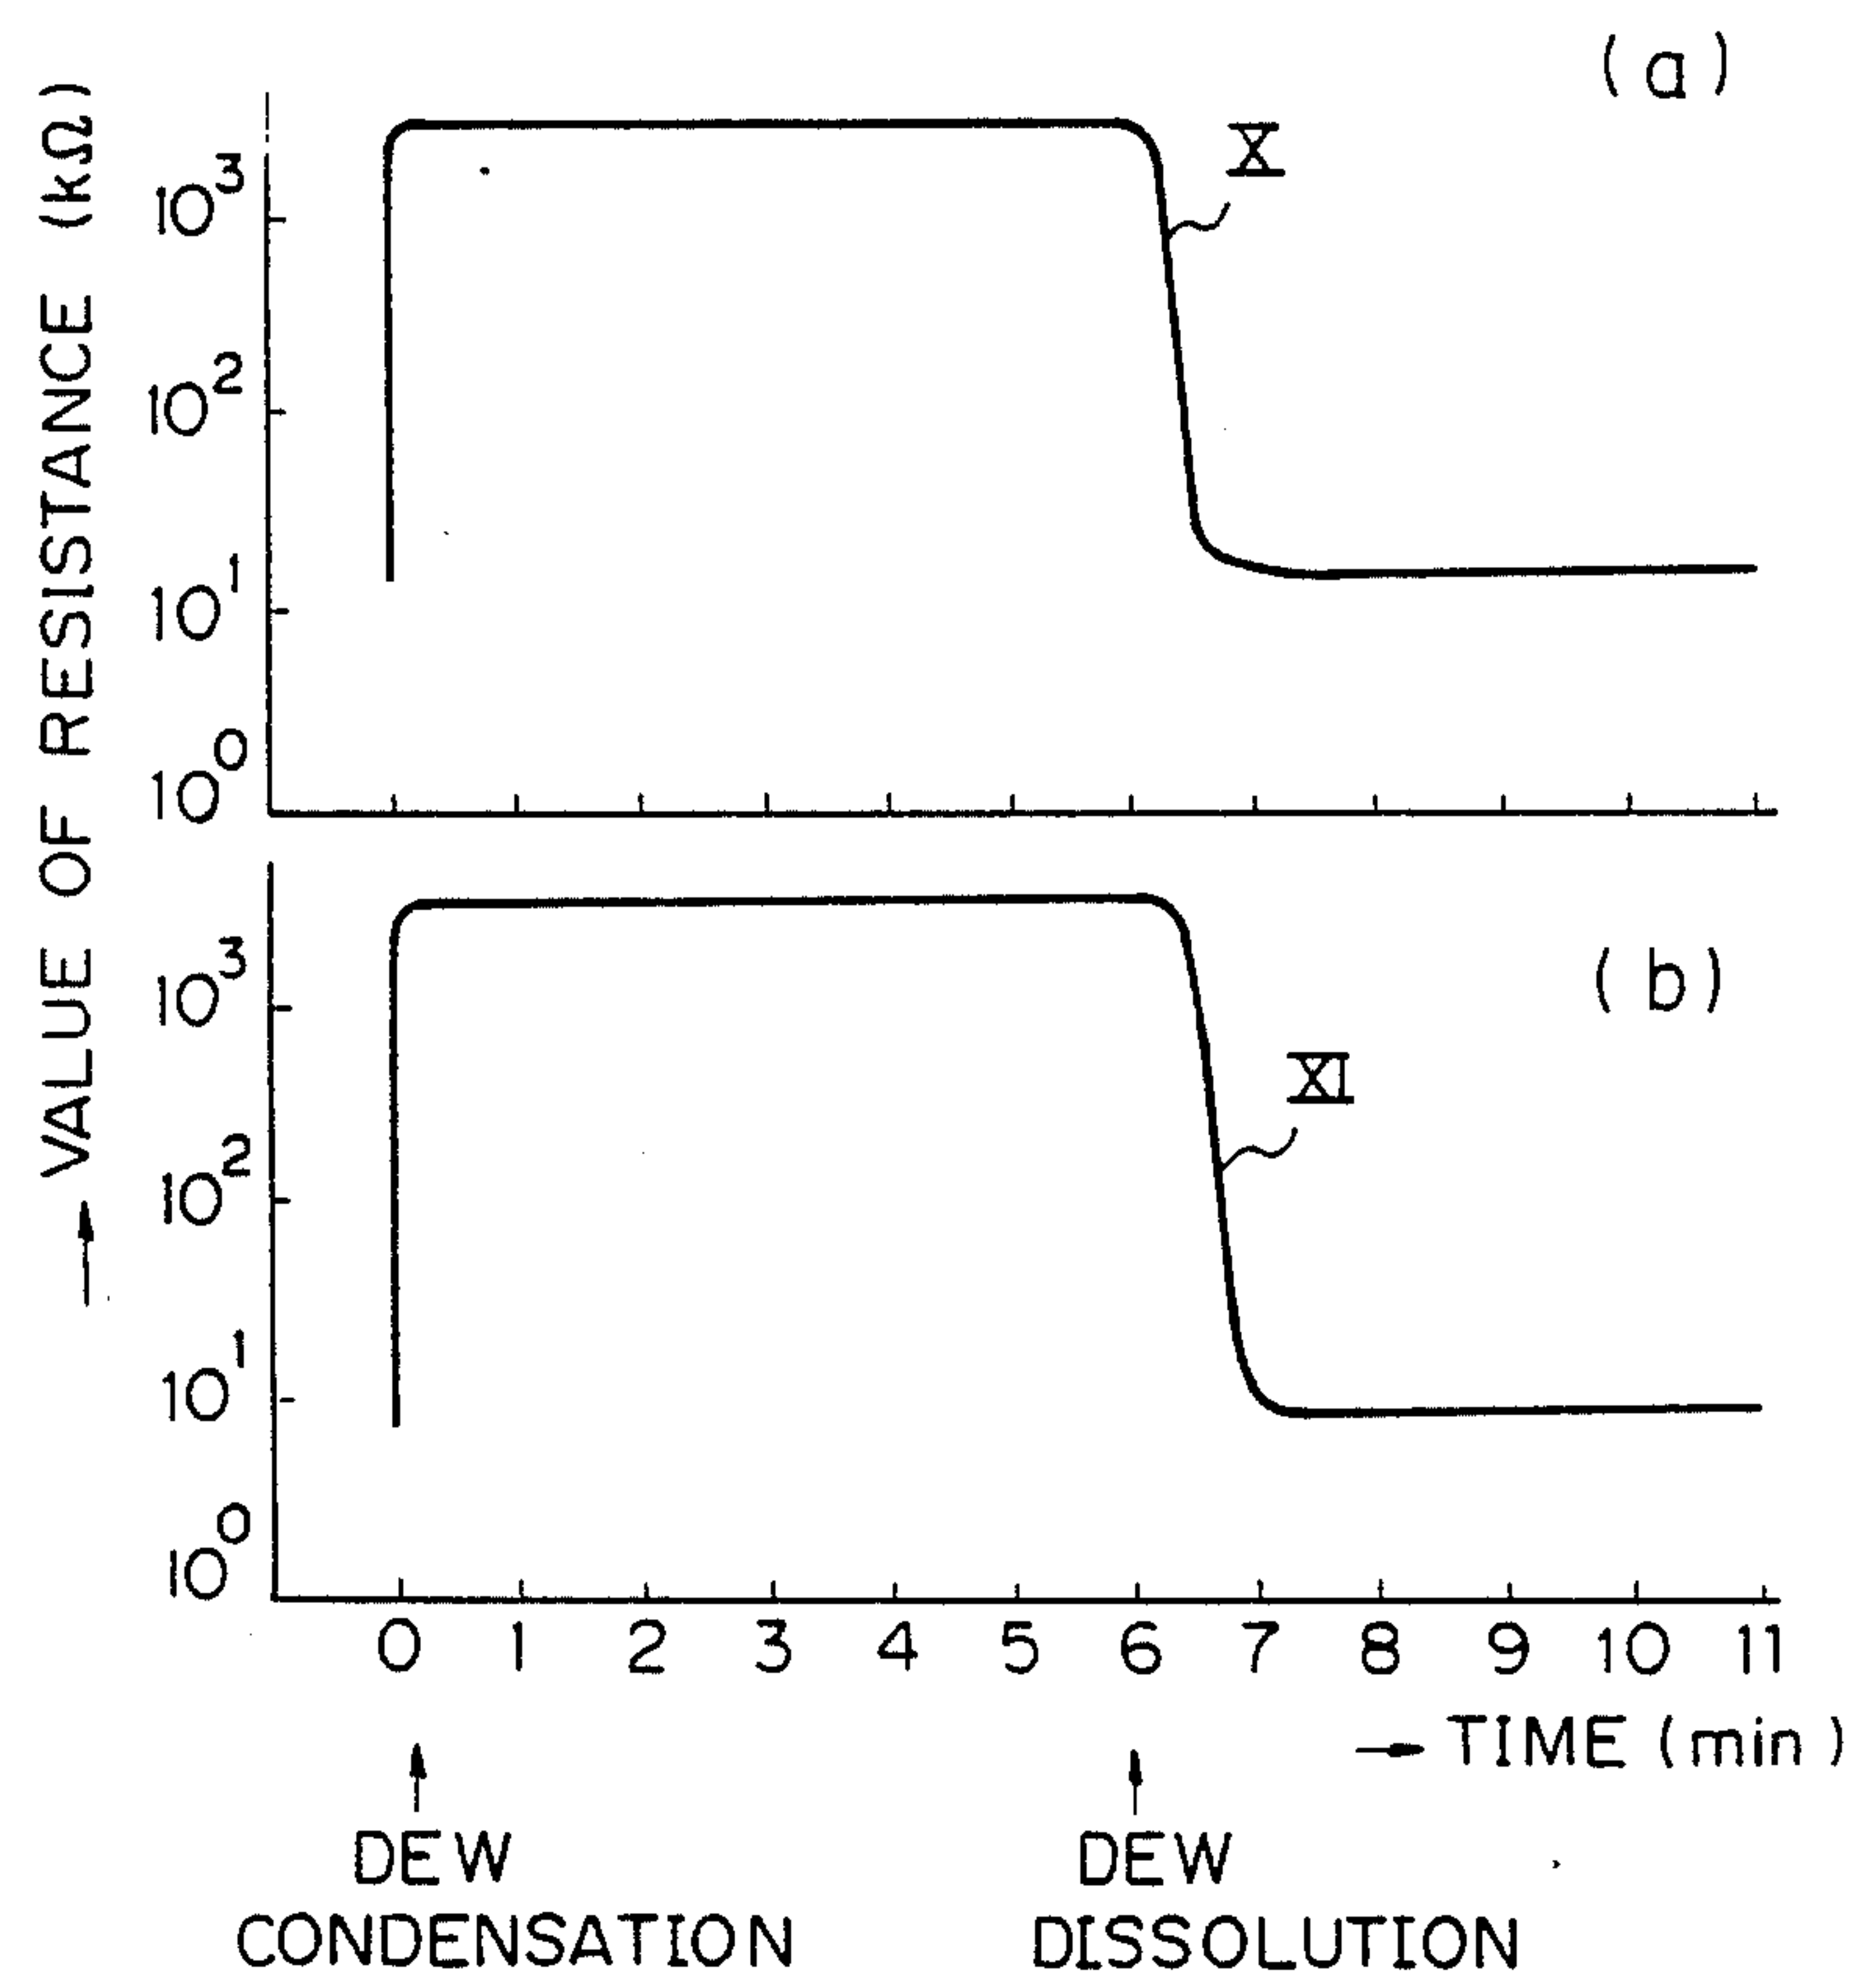 (a)
X
10³
10²
10¹
10⁰
→ VALUE OF RESISTANCE (kΩ)
(b)
XI
10³
10²
10¹
10⁰
0 1 2 3 4 5 6 7 8 9 10 11
→ TIME (min)
DEW
CONDENSATION
DEW
DISSOLUTION